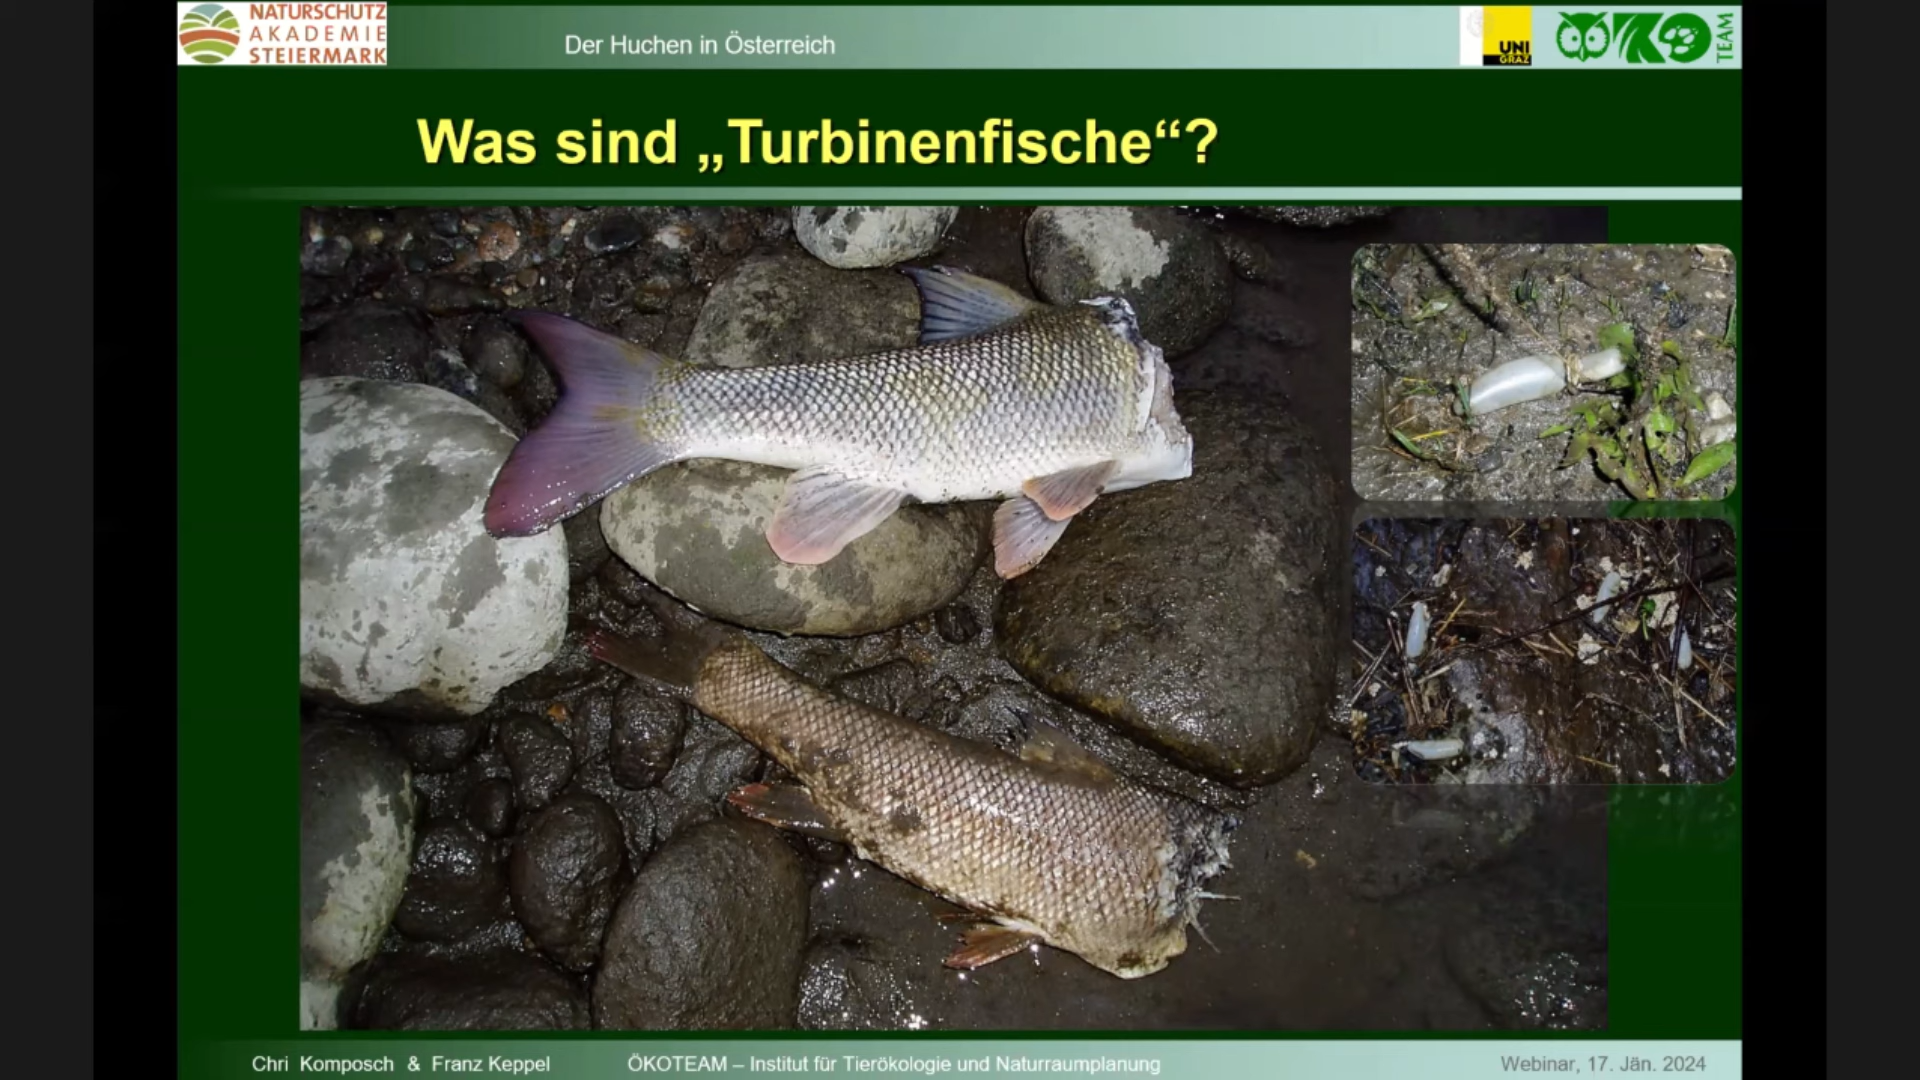 NATURSCHUTZ
AKADEMIE
STEIERMARK
Der Huchen in Österreich
UNI
GRAZ
ÖKO
TEAM
Was sind „Turbinenfische“?
Chri Komposch & Franz Keppel
ÖKOTEAM – Institut für Tierökologie und Naturraumplanung
Webinar, 17. Jän. 2024